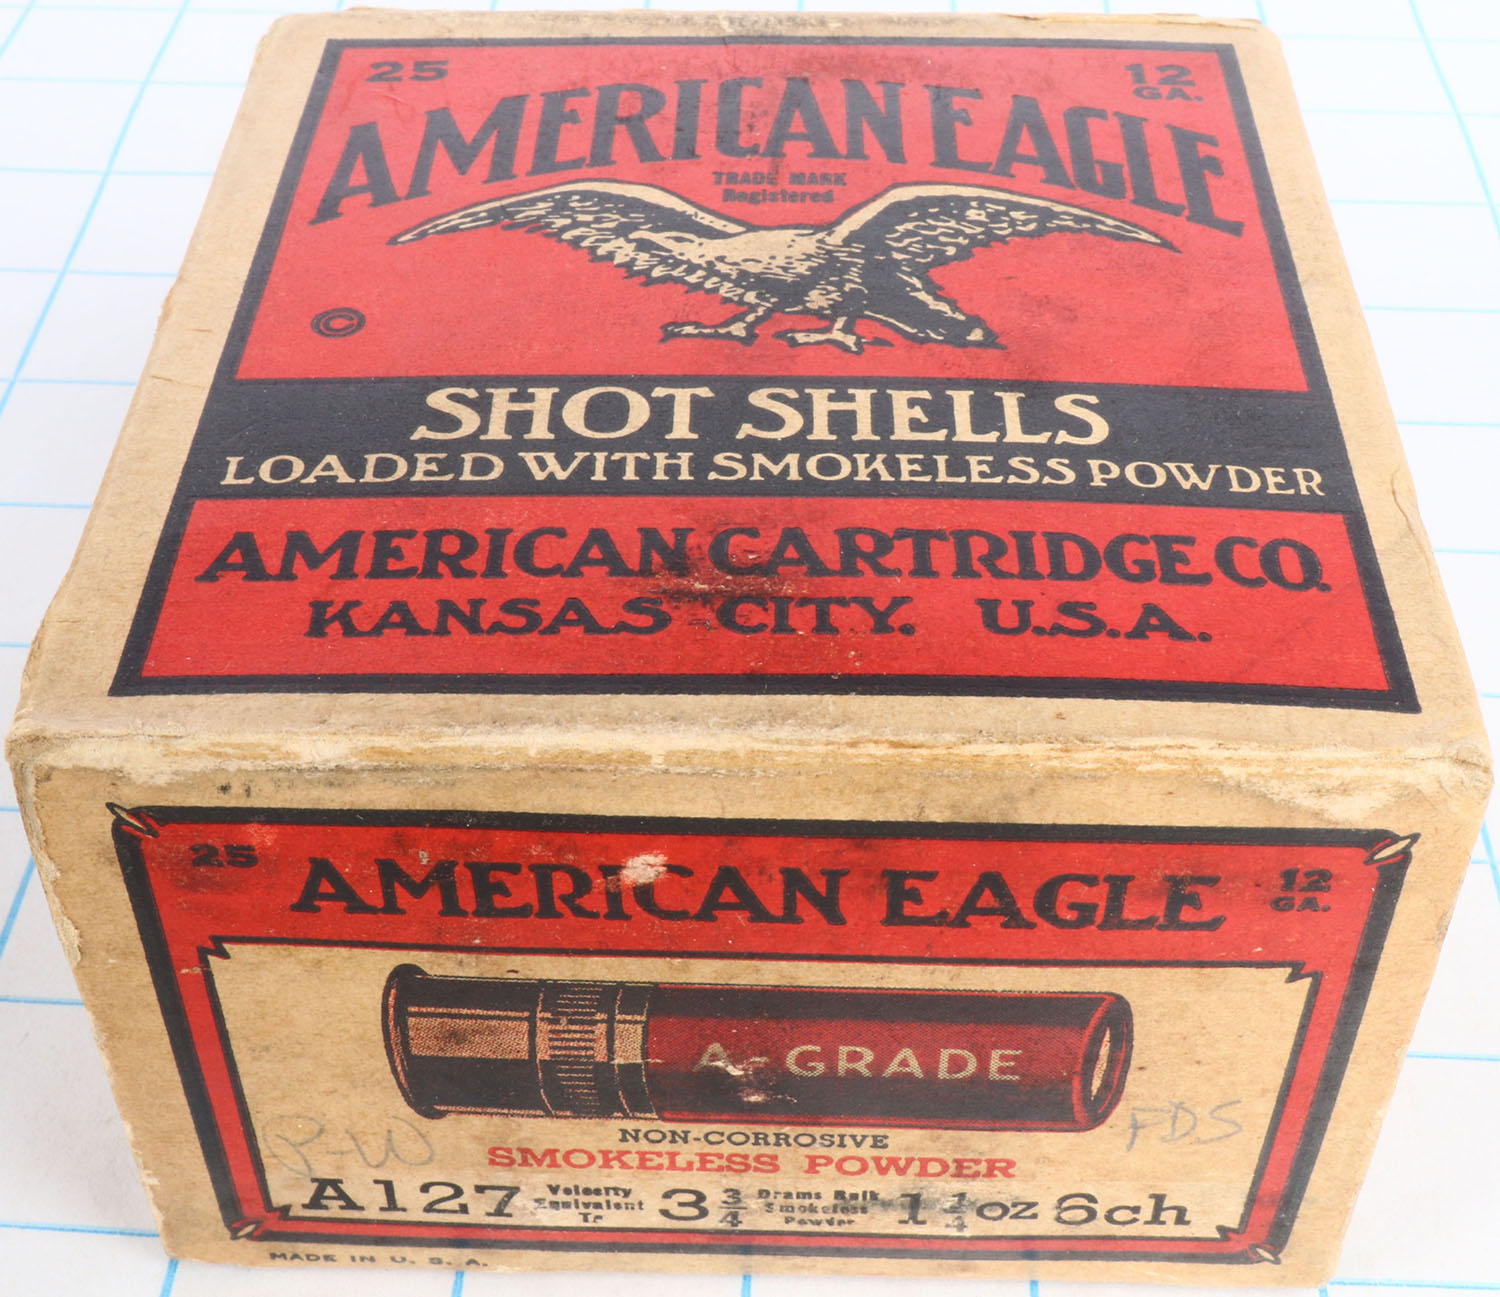 25
12
GA.
AMERICAN EAGLE
TRADE MARK
Registered
©
SHOT SHELLS
LOADED WITH SMOKELESS POWDER
AMERICAN CARTRIDGE CO.
KANSAS CITY. U.S.A.
25
AMERICAN EAGLE
12
GA.
A-GRADE
P-W
FDS
NON-CORROSIVE
SMOKELESS POWDER
A127 Velocity Equivalent To 3 3/4 Drams Bulk Smokeless Powder 1 1/4 oz 6ch
MADE IN U. S. A.